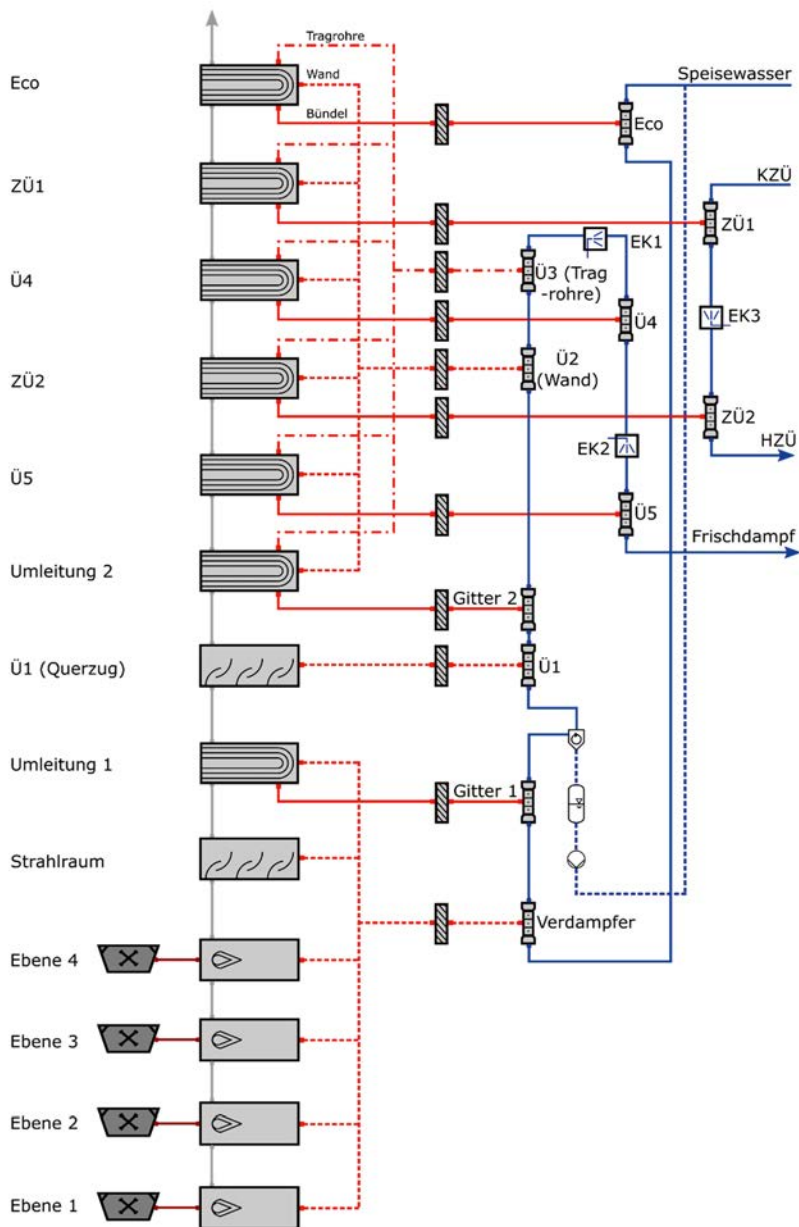 Tragrohre
Eco
Wand
Speisewasser
Bündel
Eco
ZÜ1
KZÜ
ZÜ1
EK1
Ü4
Ü3 (Trag
-rohre)
Ü4
EK3
ZÜ2
Ü2
(Wand)
ZÜ2
EK2
HZÜ
Ü5
Ü5
Frischdampf
Umleitung 2
Gitter 2
Ü1 (Querzug)
Ü1
Umleitung 1
Gitter 1
Strahlraum
Verdampfer
Ebene 4
Ebene 3
Ebene 2
Ebene 1